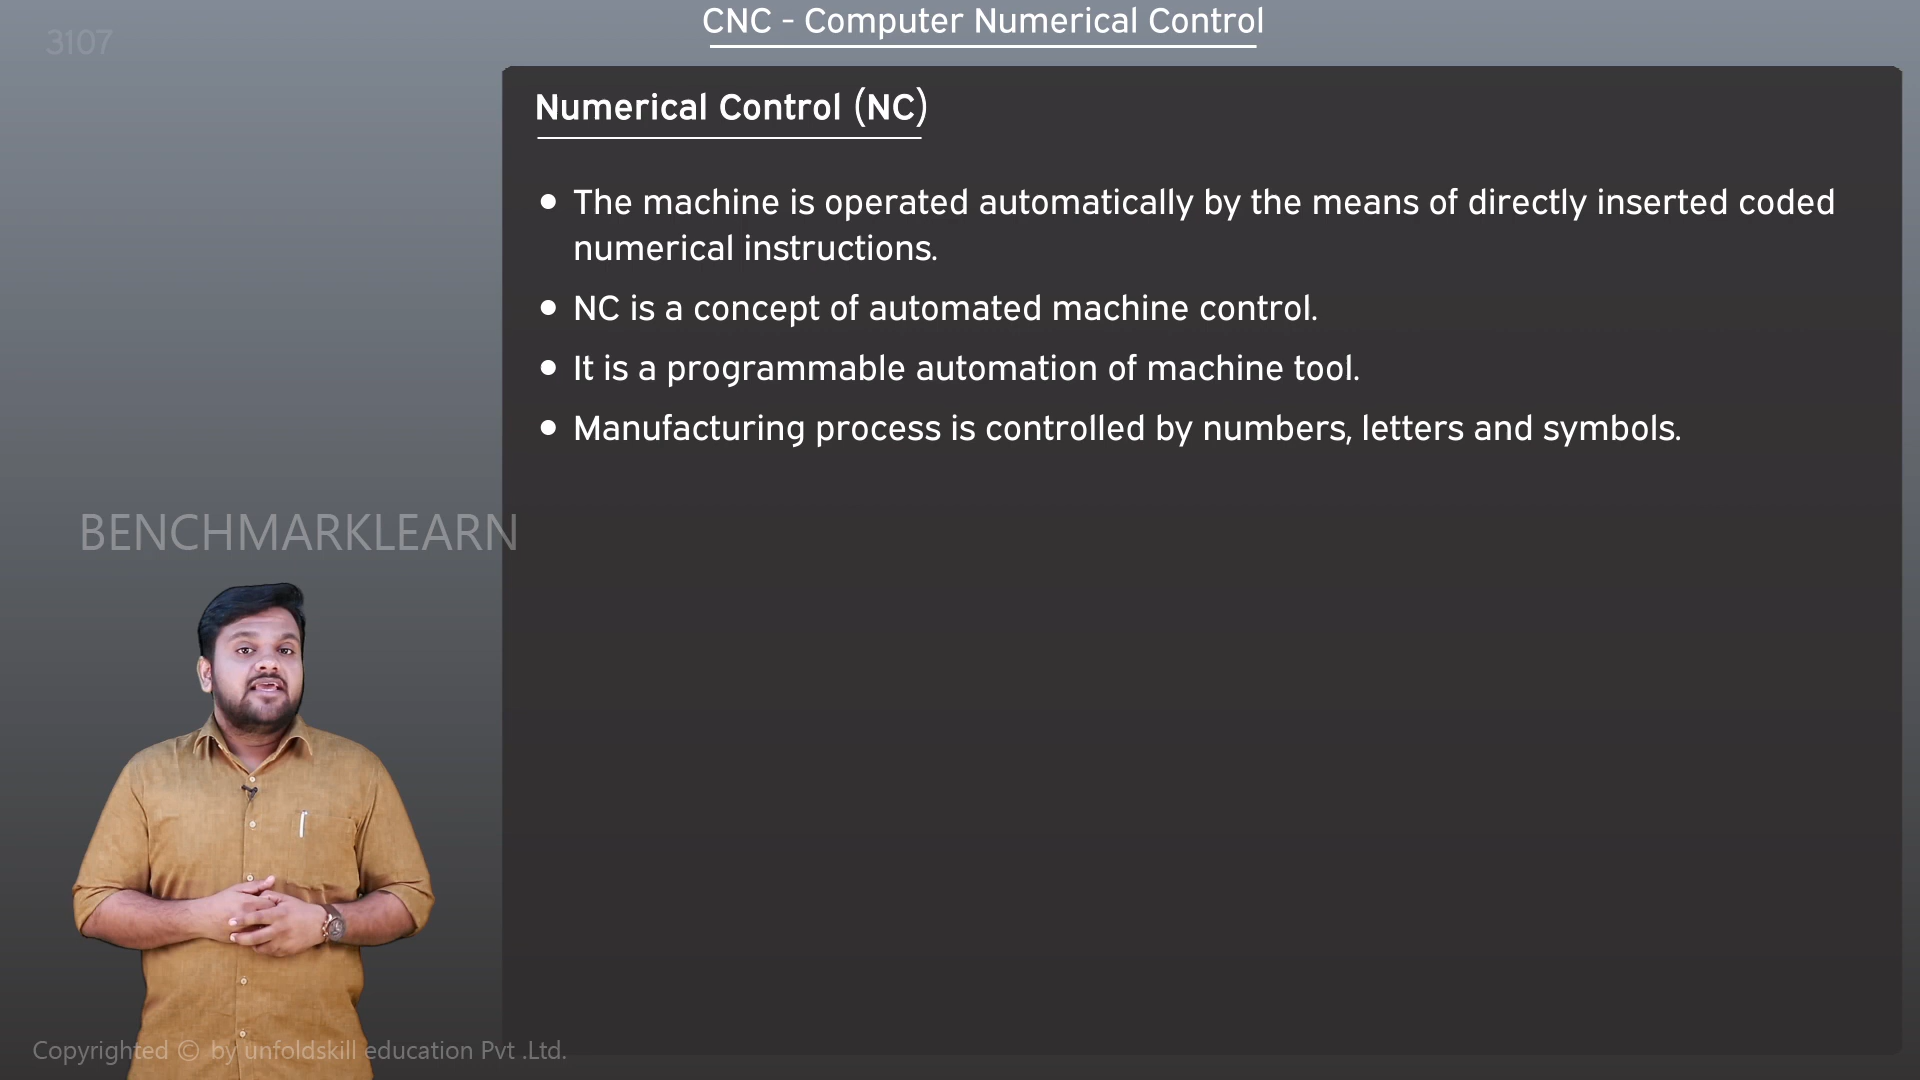 CNC - Computer Numerical Control
3107
Numerical Control (NC)
• The machine is operated automatically by the means of directly inserted coded
numerical instructions.
• NC is a concept of automated machine control.
• It is a programmable automation of machine tool.
• Manufacturing process is controlled by numbers, letters and symbols.
BENCHMARKLEARN
Copyrighted © by unfoldskill education Pvt .Ltd.